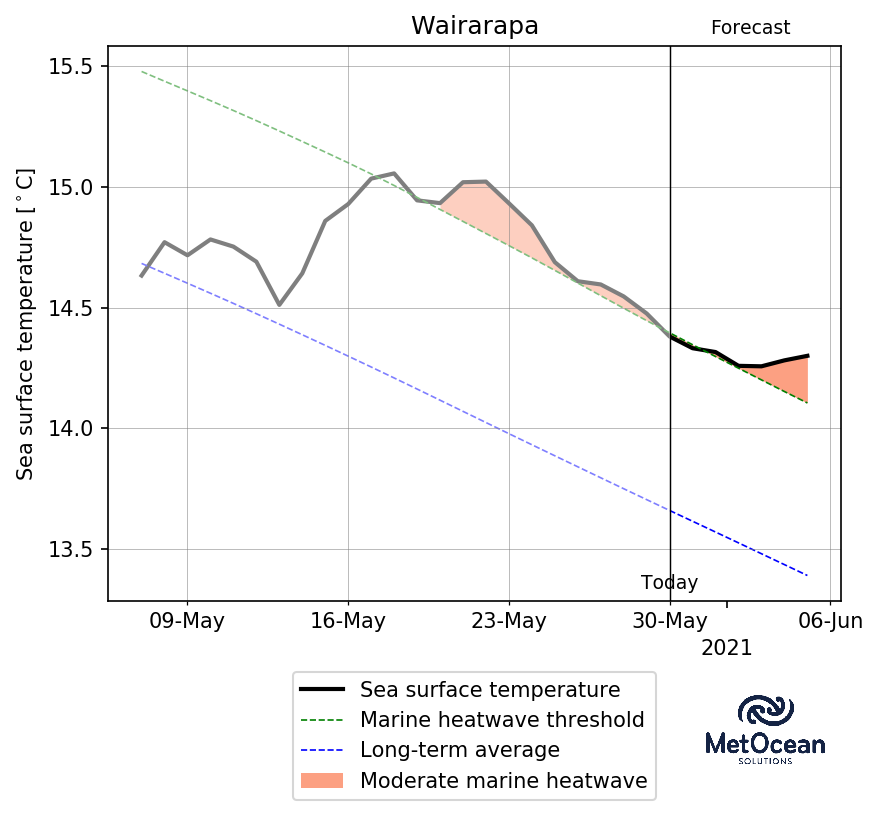 Wairarapa
Forecast
Sea surface temperature [°C]
15.5
15.0
14.5
14.0
13.5
Today
09-May
16-May
23-May
30-May
06-Jun
2021
Sea surface temperature
Marine heatwave threshold
Long-term average
Moderate marine heatwave
MetOcean
SOLUTIONS